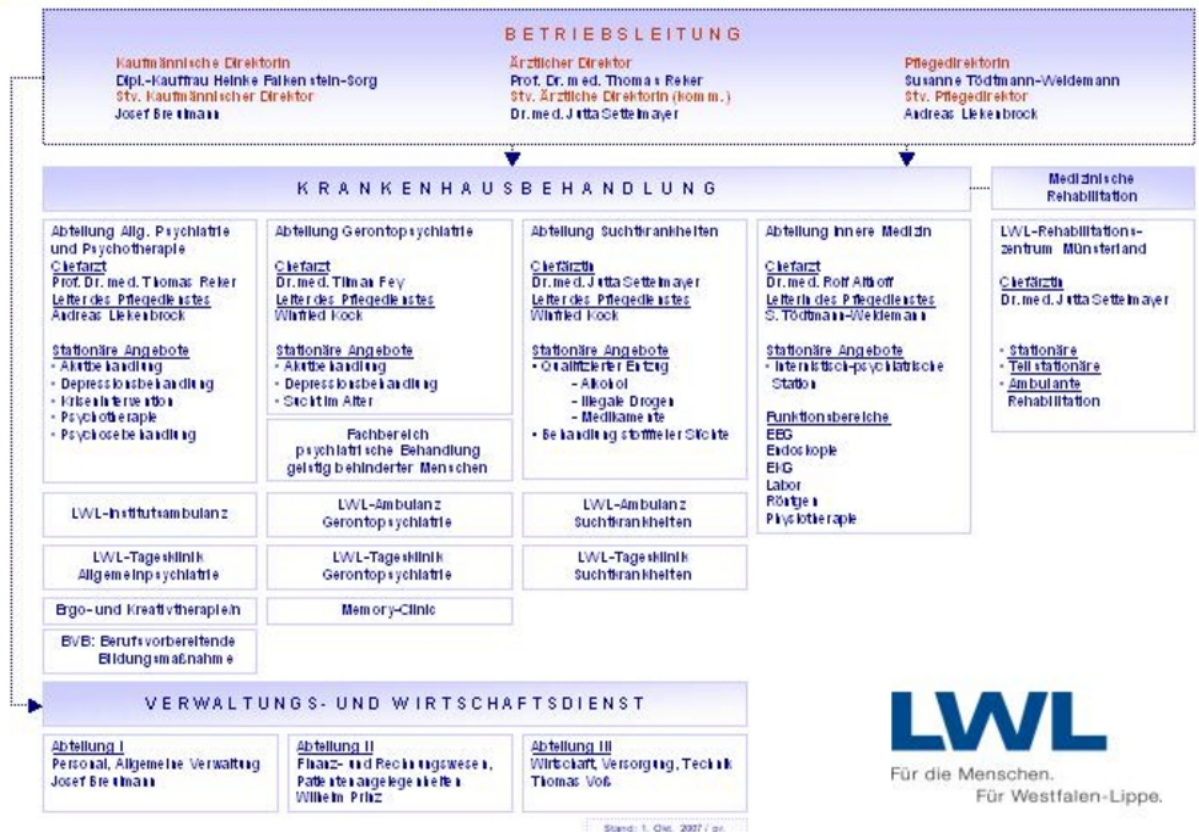 BETRIEBSLEITUNG
Kaufmännische Direktorin
Dipl.-Kauffrau Heinke Falkenstein-Sorg
Stv. Kaufmännischer Direktor
Josef Breulmann
Ärztlicher Direktor
Prof. Dr. med. Thomas Reker
Stv. Ärztliche Direktorin (komm.)
Dr. med. Jutta Settelmayer
Pflegedirektorin
Susanne Tödtmann-Weidemann
Stv. Pflegedirektor
Andreas Liekenbrock
KRANKENHAUSBEHANDLUNG
Medizinische
Rehabilitation
Abteilung Allg. Psychiatrie
und Psychotherapie
Chefarzt
Prof. Dr. med. Thomas Reker
Leiter des Pflegedienstes
Andreas Liekenbrock
Stationäre Angebote
- Akutbehandlung
- Depressionsbehandlung
- Krisenintervention
- Psychotherapie
- Psychosebehandlung
LWL-Institutsambulanz
LWL-Tagesklinik
Allgemeinpsychiatrie
Ergo- und Kreativtherapie/n
BVB: Berufsvorbereitende
Bildungsmaßnahme
Abteilung Gerontopsychiatrie
Chefarzt
Dr. med. Tilman Fey
Leiter des Pflegedienstes
Winfried Kock
Stationäre Angebote
- Akutbehandlung
- Depressionsbehandlung
- Sucht im Alter
Fachbereich
psychiatrische Behandlung
geistig behinderter Menschen
LWL-Ambulanz
Gerontopsychiatrie
LWL-Tagesklinik
Gerontopsychiatrie
Memory-Clinic
Abteilung Suchtkrankheiten
Chefärztin
Dr. med. Jutta Settelmayer
Leiter des Pflegedienstes
Winfried Kock
Stationäre Angebote
• Qualifizierter Entzug
– Alkohol
– Illegale Drogen
– Medikamente
• Behandlung stofffreier Süchte
LWL-Ambulanz
Suchtkrankheiten
LWL-Tagesklinik
Suchtkrankheiten
Abteilung Innere Medizin
Chefarzt
Dr. med. Rolf Althoff
Leiterin des Pflegedienstes
S. Tödtmann-Weidemann
Stationäre Angebote
- Internistisch-psychiatrische
Station
Funktionsbereiche
EEG
Endoskopie
EKG
Labor
Röntgen
Physiotherapie
LWL-Rehabilitations-
zentrum Münsterland
Chefärztin
Dr. med. Jutta Settelmayer
- Stationäre
- Teilstationäre
- Ambulante
Rehabilitation
VERWALTUNGS- UND WIRTSCHAFTSDIENST
Abteilung I
Personal, Allgemeine Verwaltung
Josef Breulmann
Abteilung II
Finanz- und Rechnungswesen,
Patientenangelegenheiten
Wilhelm Prinz
Abteilung III
Wirtschaft, Versorgung, Technik
Thomas Voß
LWL
Für die Menschen.
Für Westfalen-Lippe.
Stand: 1. Okt. 2007 /